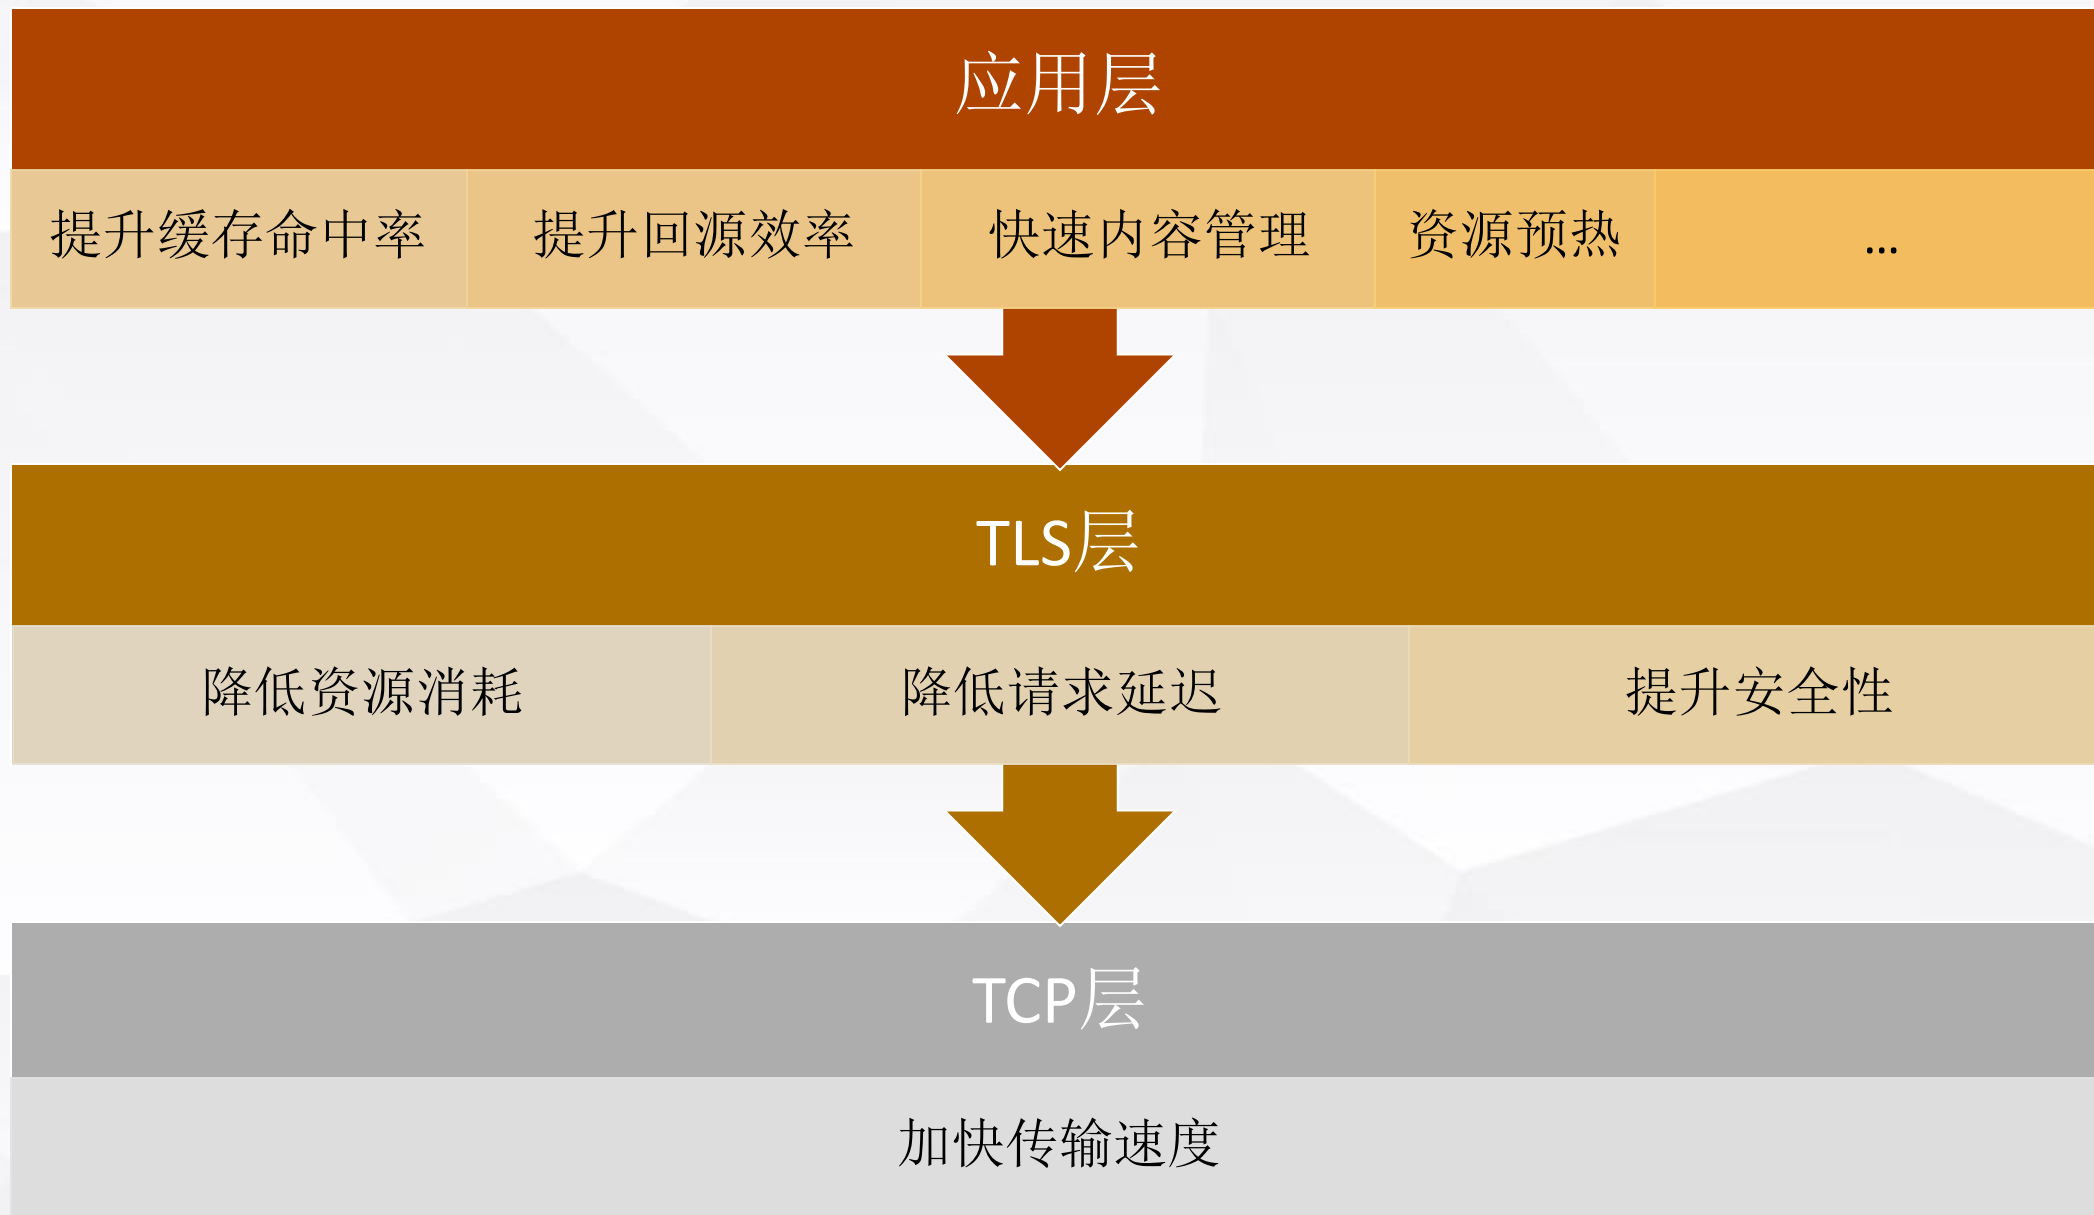 应用层
提升缓存命中率 提升回源效率 快速内容管理 资源预热 ...
TLS层
降低资源消耗 降低请求延迟 提升安全性
TCP层
加快传输速度